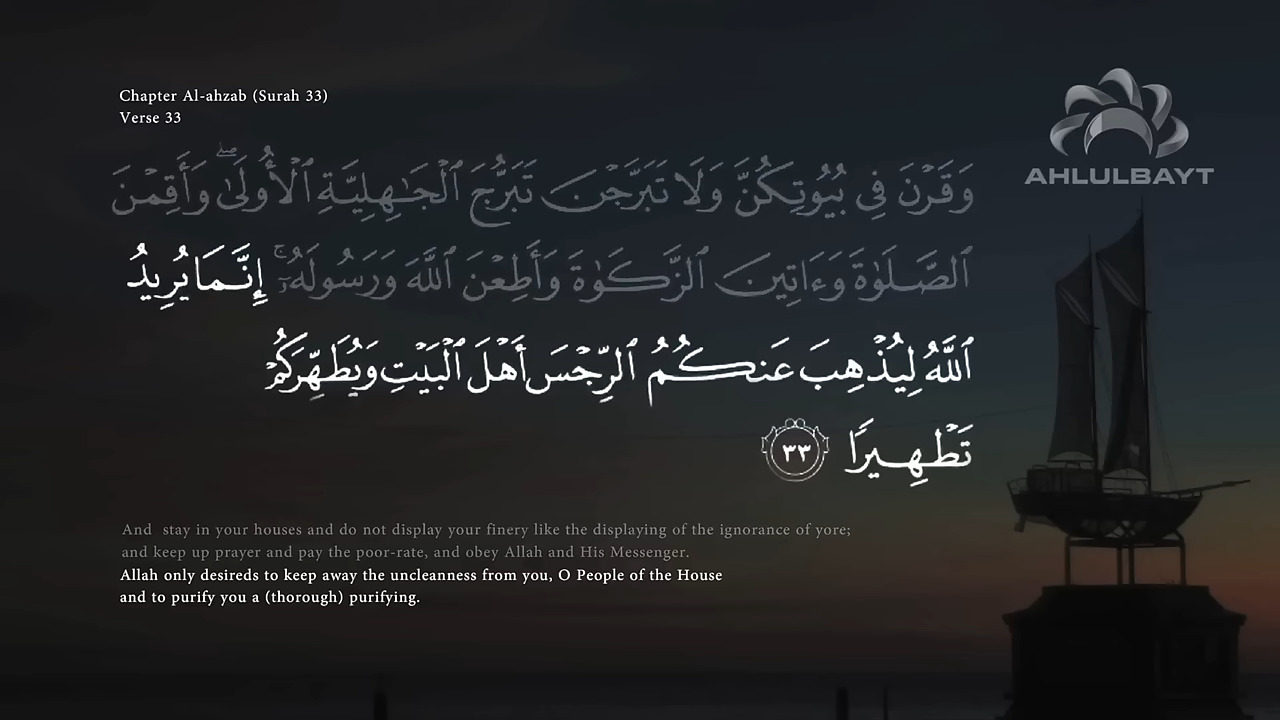 Chapter Al-ahzab (Surah 33)
Verse 33
AHLULBAYT
وَقَرْنَ فِي بُيُوتِكُنَّ وَلَا تَبَرَّجْنَ تَبَرُّجَ ٱلْجَـٰهِلِيَّةِ ٱلْأُولَىٰ ۖ وَأَقِمْنَ
ٱلصَّلَوٰةَ وَءَاتِينَ ٱلزَّكَوٰةَ وَأَطِعْنَ ٱللَّهَ وَرَسُولَهُۥٓ ۚ إِنَّمَا يُرِيدُ
ٱللَّهُ لِيُذْهِبَ عَنكُمُ ٱلرِّجْسَ أَهْلَ ٱلْبَيْتِ وَيُطَهِّرَكُمْ
تَطْهِيرًا ٣٣
And stay in your houses and do not display your finery like the displaying of the ignorance of yore;
and keep up prayer and pay the poor-rate, and obey Allah and His Messenger.
Allah only desireds to keep away the uncleanness from you, O People of the House
and to purify you a (thorough) purifying.